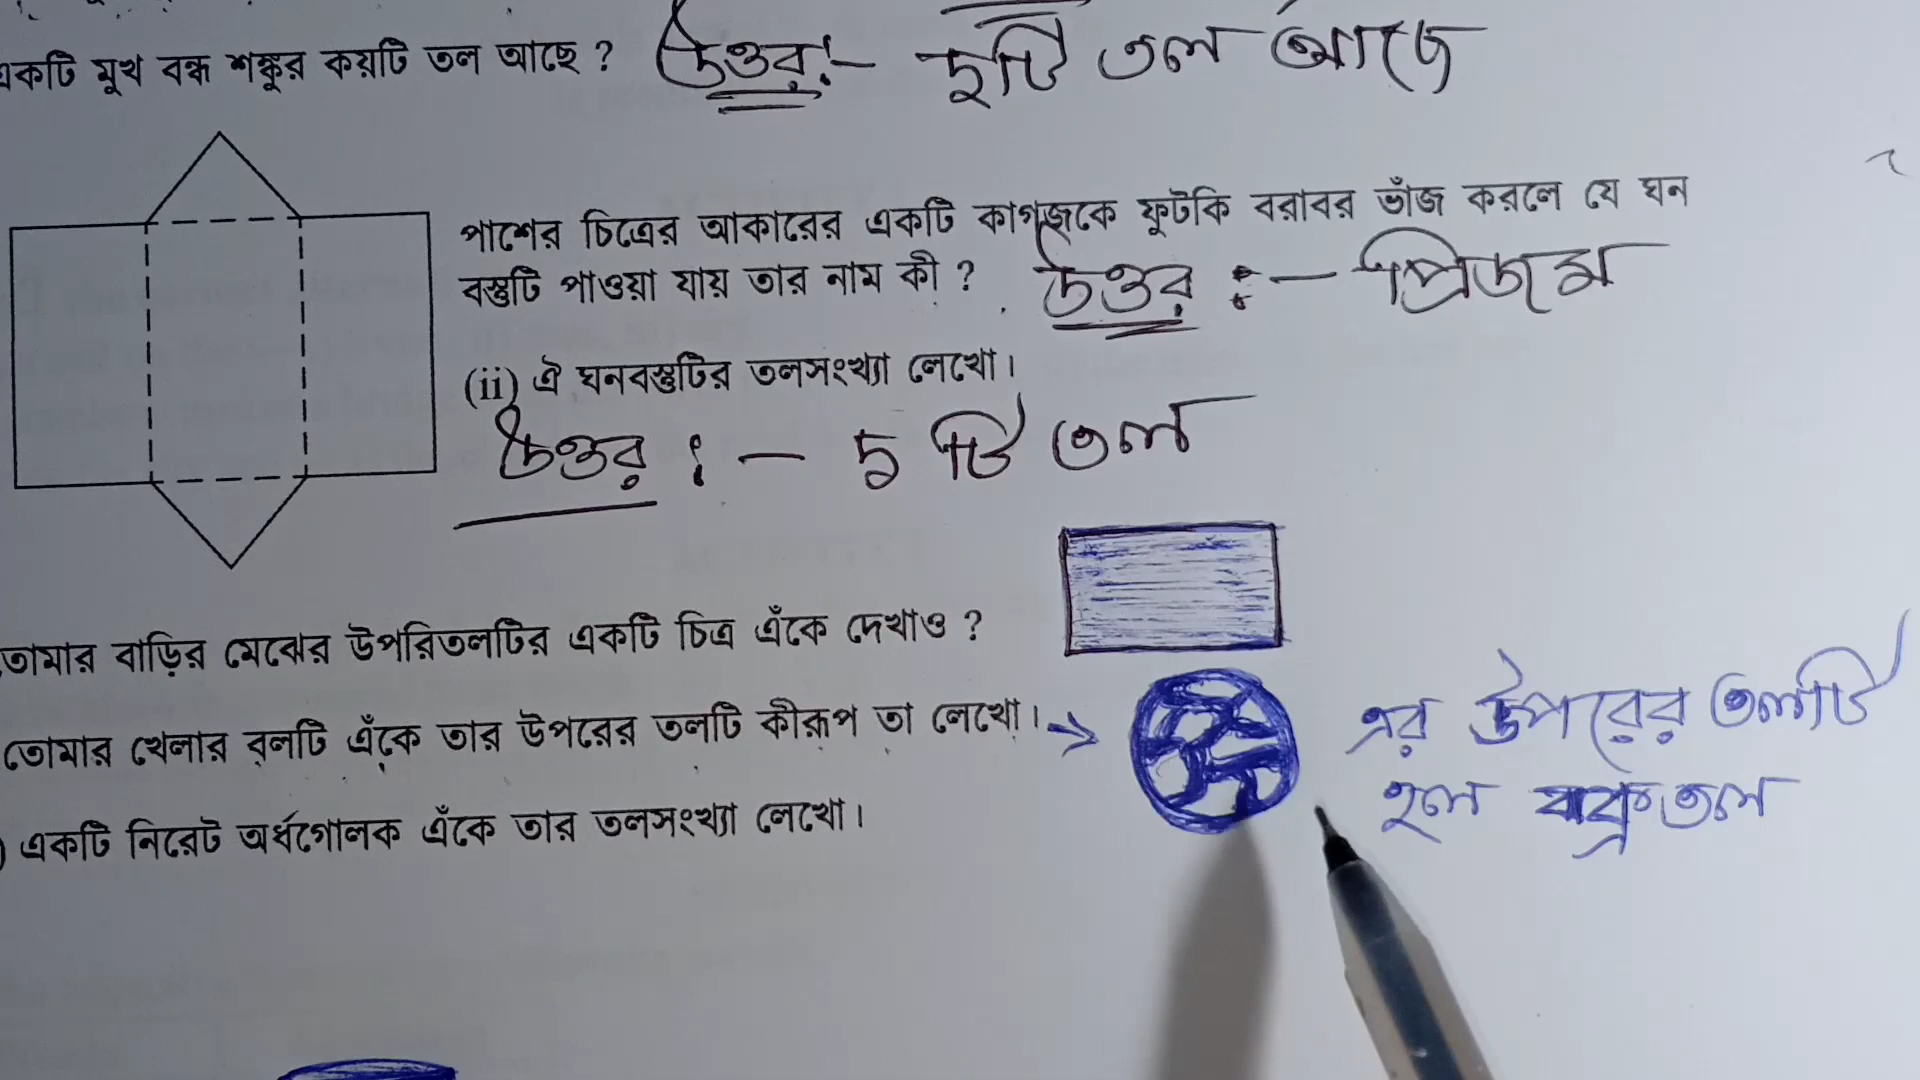 একটি মুখ বন্ধ শঙ্কুর কয়টি তল আছে ? উত্তর:- ২টি তল আছে
পাশের চিত্রের আকারের একটি কাগজকে ফুটকি বরাবর ভাঁজ করলে যে ঘন
বস্তুটি পাওয়া যায় তার নাম কী ? উত্তর :- প্রিজম
(ii) ঐ ঘনবস্তুটির তলসংখ্যা লেখো।
উত্তর :- ৫ টি তল
তোমার বাড়ির মেঝের উপরিতলটির একটি চিত্র এঁকে দেখাও ?
তোমার খেলার বলটি এঁকে তার উপরের তলটি কীরূপ তা লেখো। → এর উপরের তলটি
হল বক্রতল
) একটি নিরেট অর্ধগোলক এঁকে তার তলসংখ্যা লেখো।